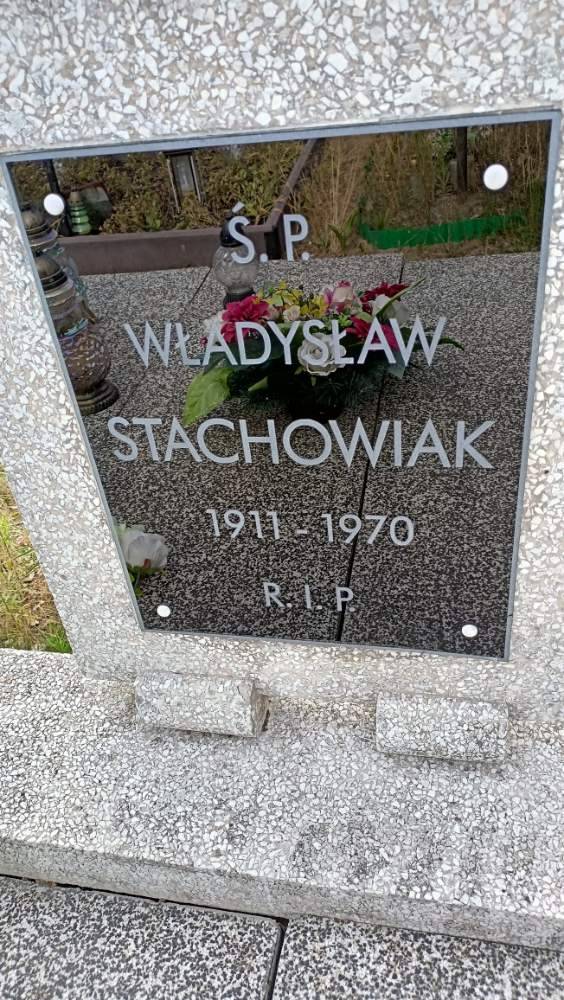 Ś. P.
WŁADYSŁAW
STACHOWIAK
1911 - 1970
R. I. P.